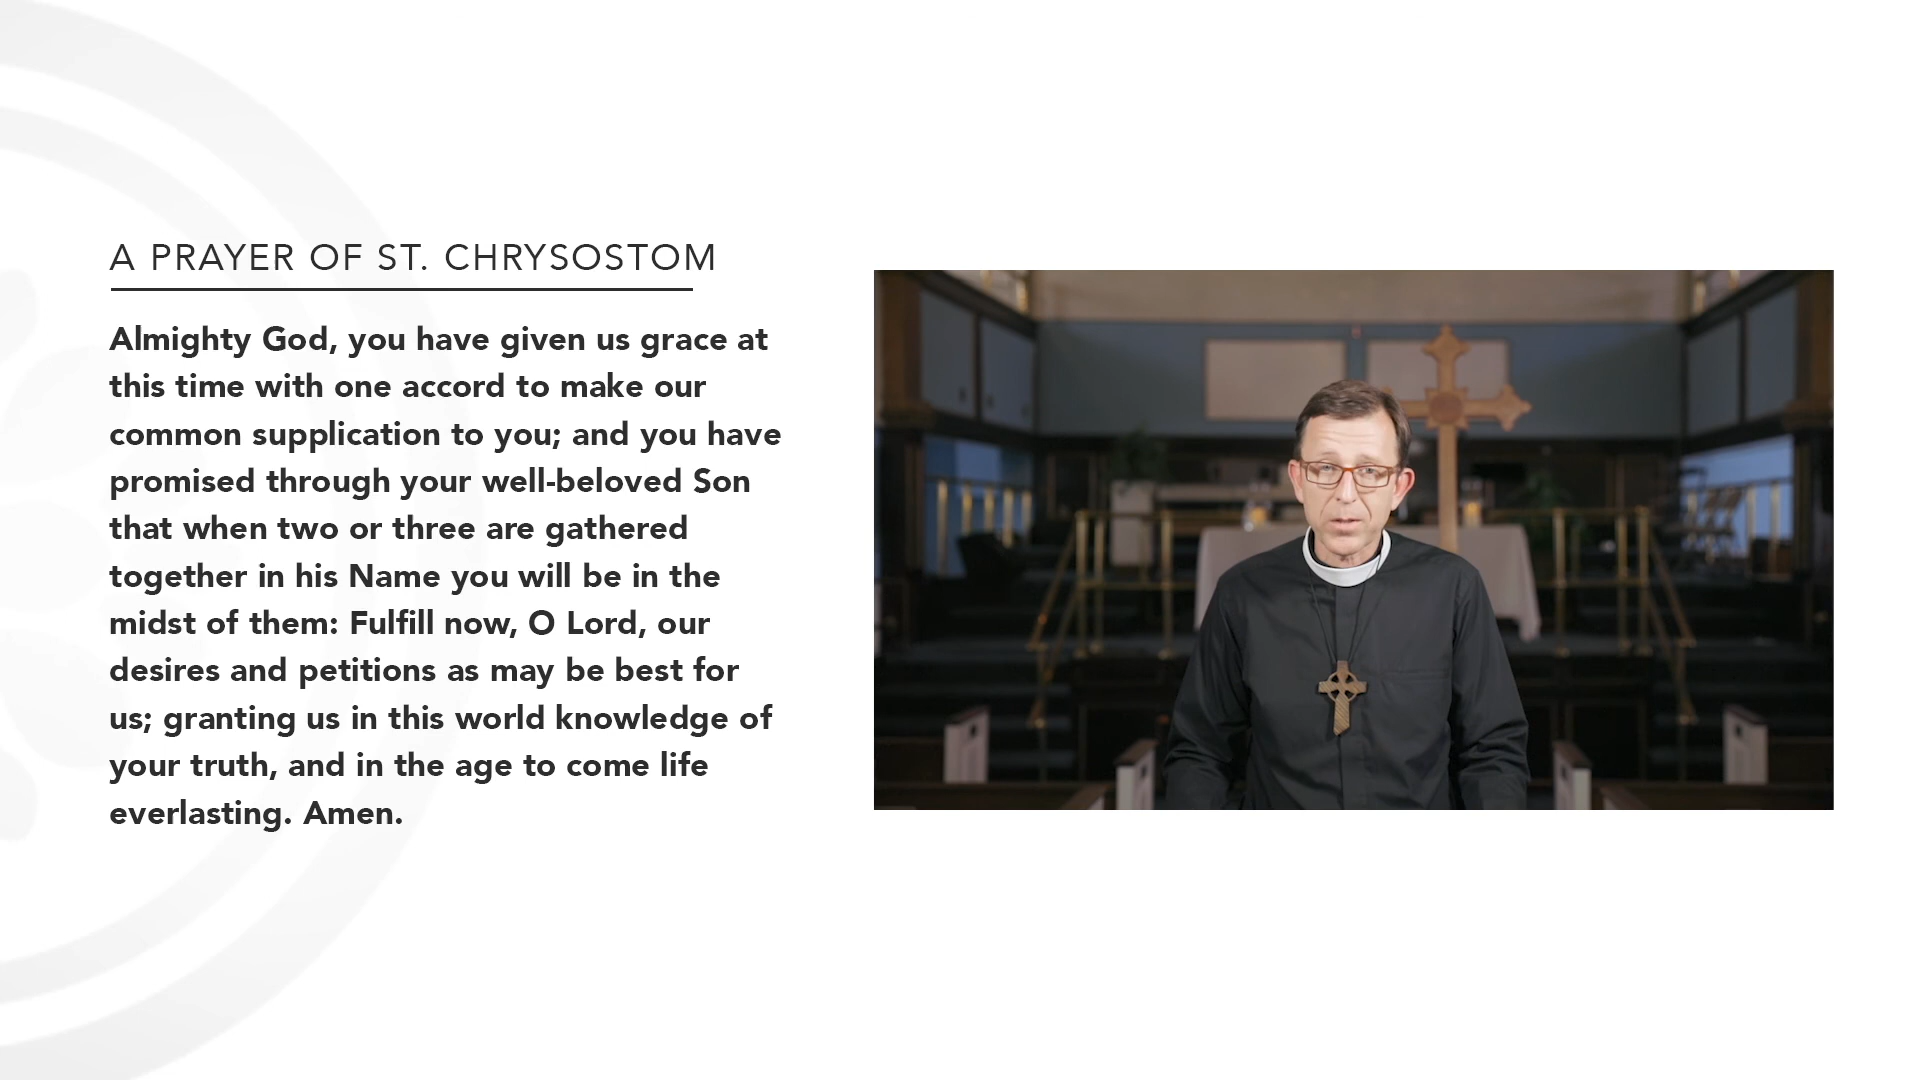 A PRAYER OF ST. CHRYSOSTOM
Almighty God, you have given us grace at
this time with one accord to make our
common supplication to you; and you have
promised through your well-beloved Son
that when two or three are gathered
together in his Name you will be in the
midst of them: Fulfill now, O Lord, our
desires and petitions as may be best for
us; granting us in this world knowledge of
your truth, and in the age to come life
everlasting. Amen.